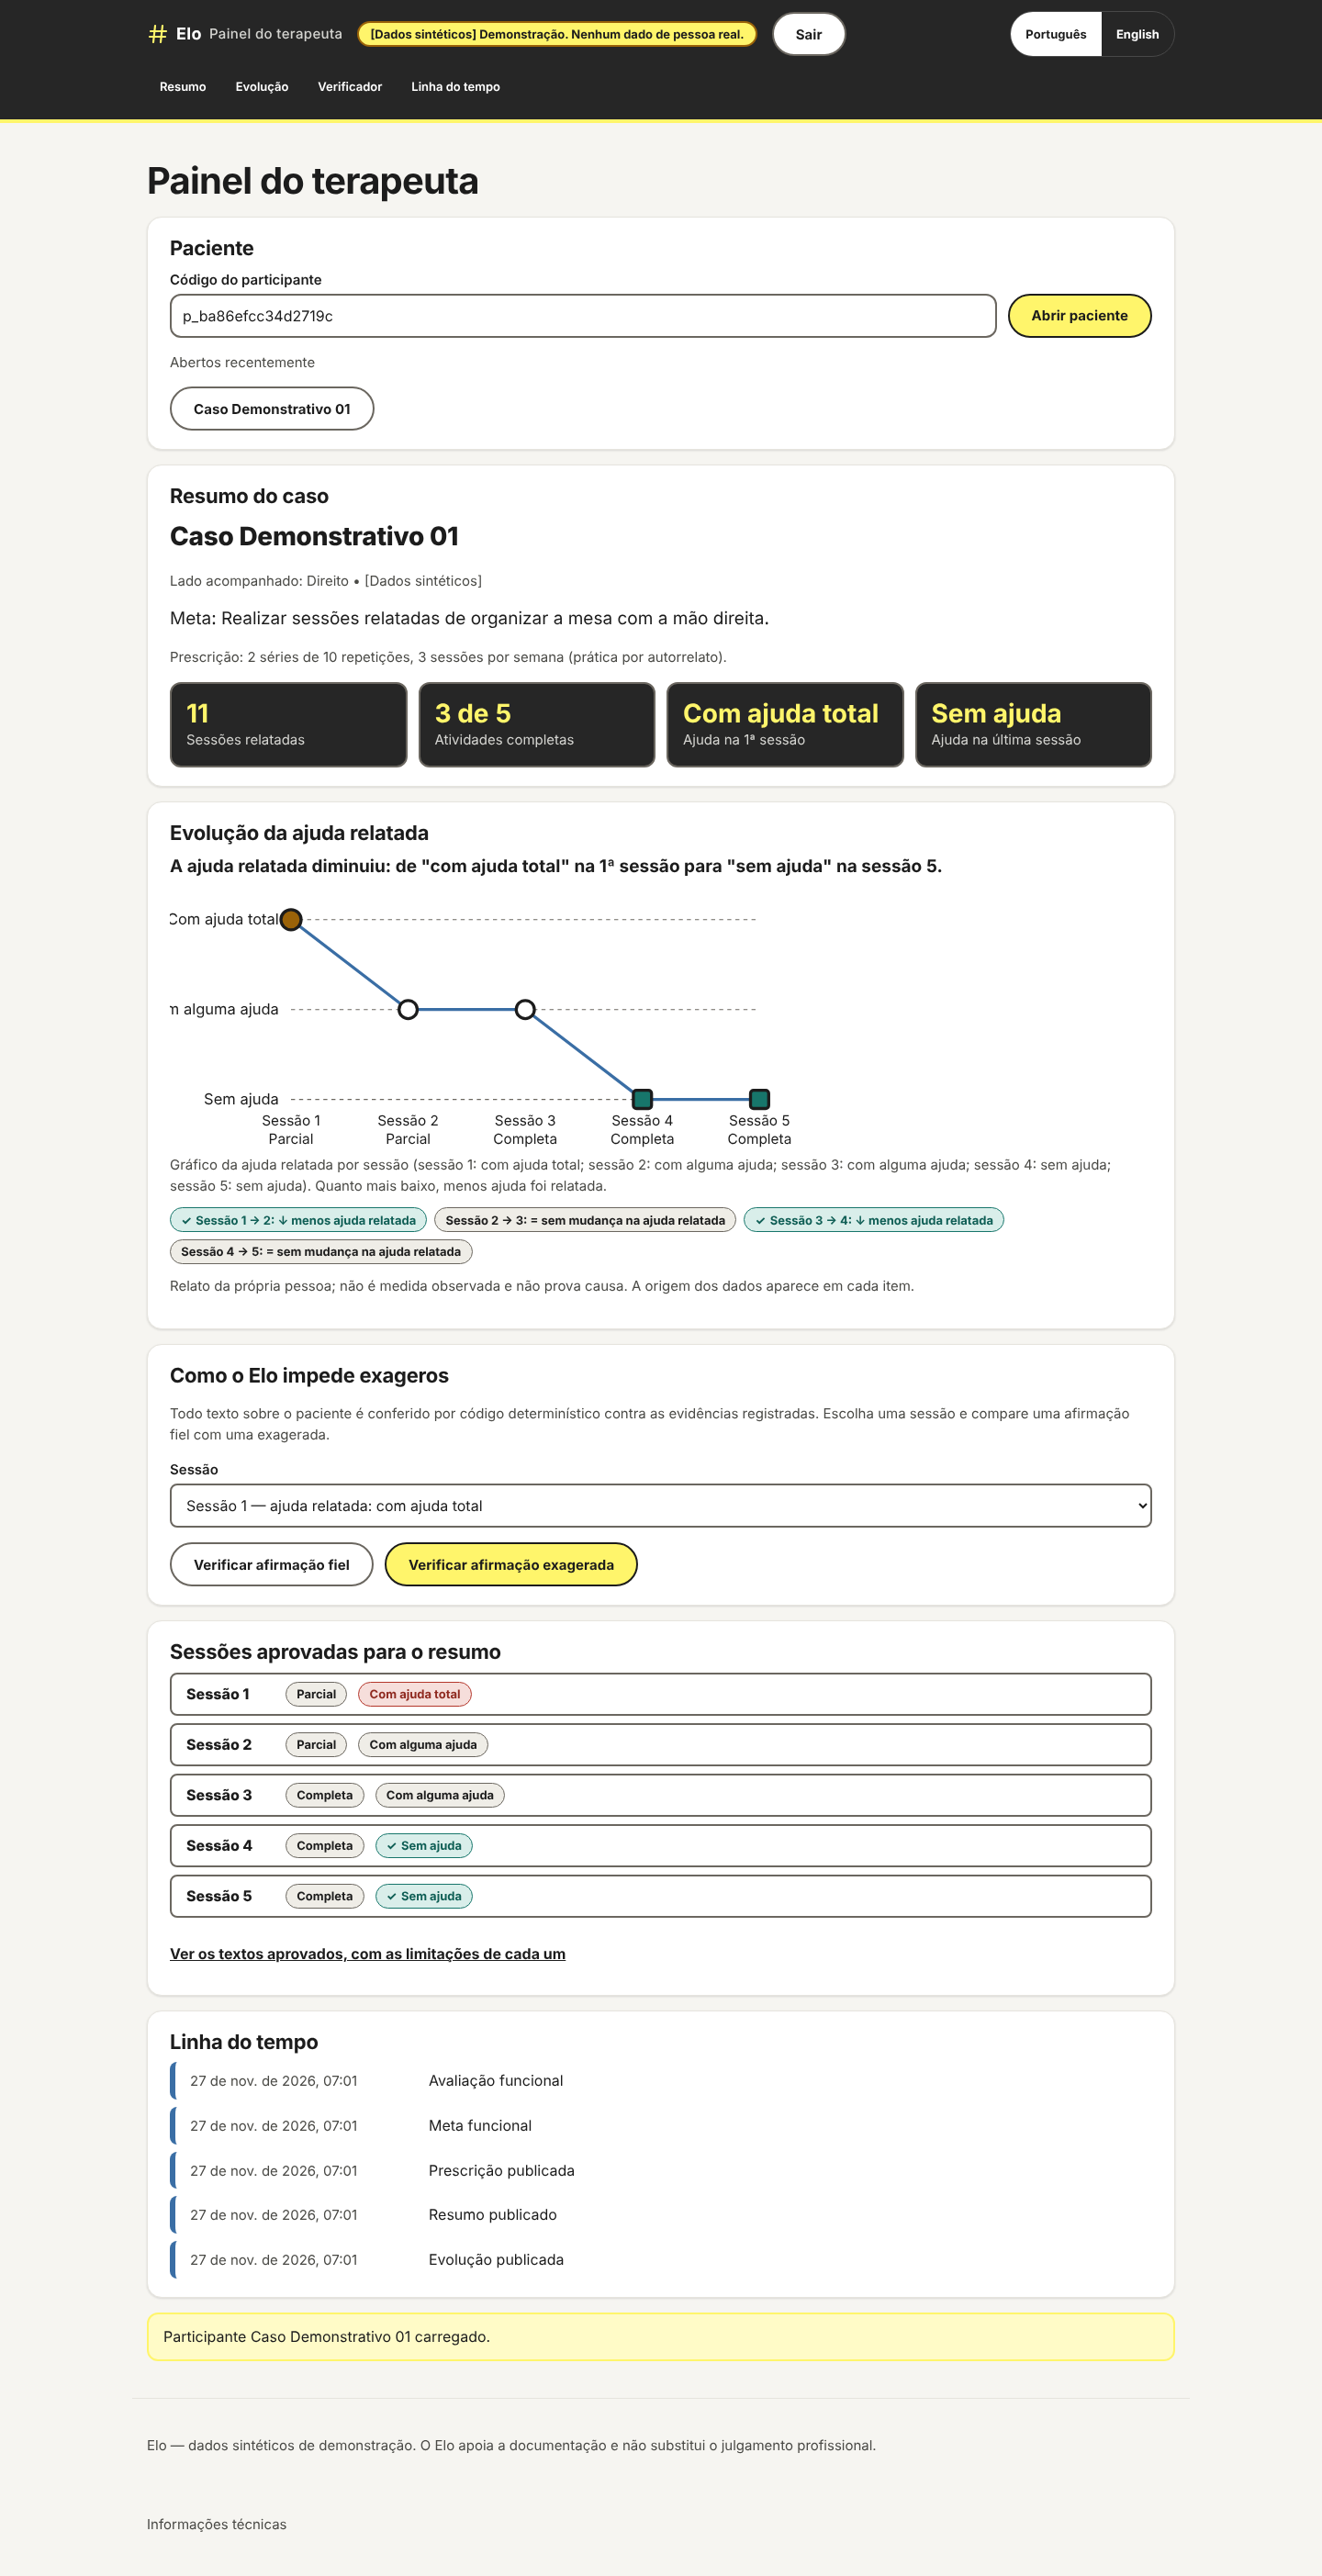 Elo Painel do terapeuta [Dados sintéticos] Demonstração. Nenhum dado de pessoa real. Sair Português English
Resumo Evolução Verificador Linha do tempo
Painel do terapeuta
Paciente
Código do participante
p_ba86efcc34d2719c Abrir paciente
Abertos recentemente
Caso Demonstrativo 01
Resumo do caso
Caso Demonstrativo 01
Lado acompanhado: Direito • [Dados sintéticos]
Meta: Realizar sessões relatadas de organizar a mesa com a mão direita.
Prescrição: 2 séries de 10 repetições, 3 sessões por semana (prática por autorrelato).
11 3 de 5 Com ajuda total Sem ajuda
Sessões relatadas Atividades completas Ajuda na 1ª sessão Ajuda na última sessão
Evolução da ajuda relatada
A ajuda relatada diminuiu: de "com ajuda total" na 1ª sessão para "sem ajuda" na sessão 5.
Com ajuda total
m alguma ajuda
Sem ajuda
Sessão 1 Sessão 2 Sessão 3 Sessão 4 Sessão 5
Parcial Parcial Completa Completa Completa
Gráfico da ajuda relatada por sessão (sessão 1: com ajuda total; sessão 2: com alguma ajuda; sessão 3: com alguma ajuda; sessão 4: sem ajuda;
sessão 5: sem ajuda). Quanto mais baixo, menos ajuda foi relatada.
✓ Sessão 1 → 2: ↓ menos ajuda relatada Sessão 2 → 3: = sem mudança na ajuda relatada ✓ Sessão 3 → 4: ↓ menos ajuda relatada
Sessão 4 → 5: = sem mudança na ajuda relatada
Relato da própria pessoa; não é medida observada e não prova causa. A origem dos dados aparece em cada item.
Como o Elo impede exageros
Todo texto sobre o paciente é conferido por código determinístico contra as evidências registradas. Escolha uma sessão e compare uma afirmação
fiel com uma exagerada.
Sessão
Sessão 1 — ajuda relatada: com ajuda total
Verificar afirmação fiel Verificar afirmação exagerada
Sessões aprovadas para o resumo
Sessão 1 Parcial Com ajuda total
Sessão 2 Parcial Com alguma ajuda
Sessão 3 Completa Com alguma ajuda
Sessão 4 Completa ✓ Sem ajuda
Sessão 5 Completa ✓ Sem ajuda
Ver os textos aprovados, com as limitações de cada um
Linha do tempo
27 de nov. de 2026, 07:01 Avaliação funcional
27 de nov. de 2026, 07:01 Meta funcional
27 de nov. de 2026, 07:01 Prescrição publicada
27 de nov. de 2026, 07:01 Resumo publicado
27 de nov. de 2026, 07:01 Evolução publicada
Participante Caso Demonstrativo 01 carregado.
Elo — dados sintéticos de demonstração. O Elo apoia a documentação e não substitui o julgamento profissional.
Informações técnicas